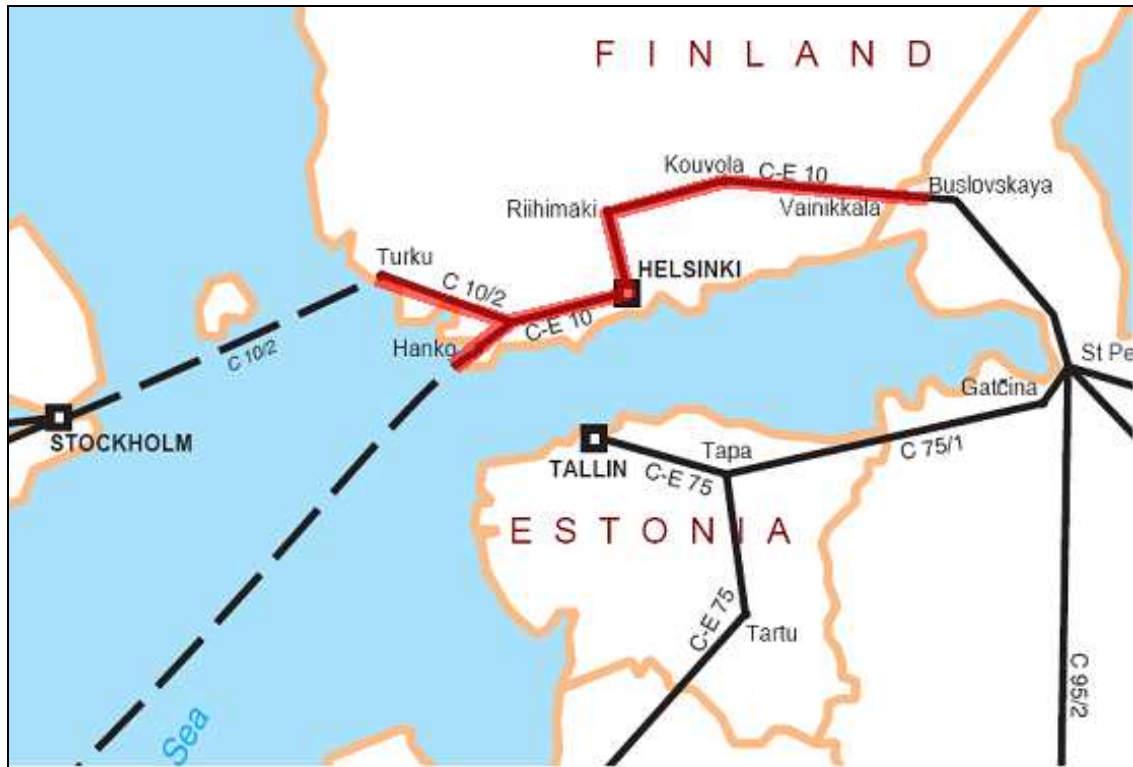 FINLAND
Kouvola
C-E 10
Buslovskaya
Riihimäki
Vainikkala
Turku
HELSINKI
C 10/2
C-E 10
C 10/2
Hanko
St Pe
Gatcina
STOCKHOLM
TALLIN
Tapa
C 75/1
C-E 75
ESTONIA
C-E 75
Tartu
C 95/2
Sea